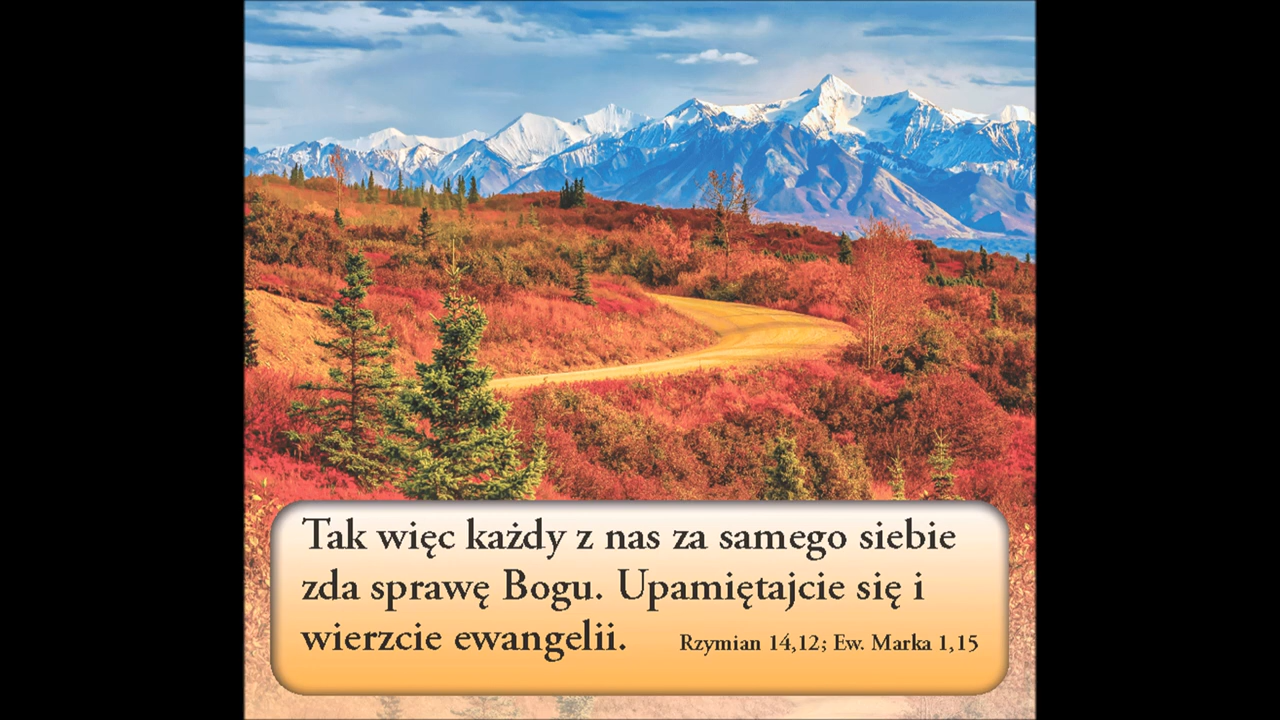 Tak więc każdy z nas za samego siebie
zda sprawę Bogu. Upamiętajcie się i
wierzcie ewangelii. Rzymian 14,12; Ew. Marka 1,15